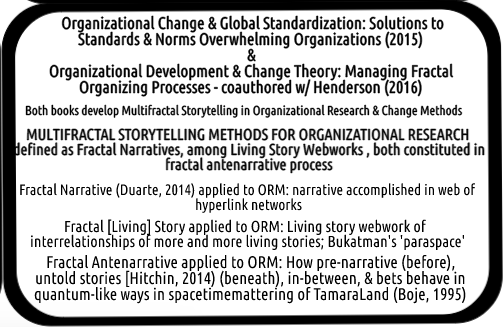 Organizational Change & Global Standardization: Solutions to
Standards & Norms Overwhelming Organizations (2015)
&
Organizational Development & Change Theory: Managing Fractal
Organizing Processes - coauthored w/ Henderson (2016)
Both books develop Multifractal Storytelling in Organizational Research & Change Methods
MULTIFRACTAL STORYTELLING METHODS FOR ORGANIZATIONAL RESEARCH
defined as Fractal Narratives, among Living Story Webworks , both constituted in
fractal antenarrative process
Fractal Narrative (Duarte, 2014) applied to ORM: narrative accomplished in web of
hyperlink networks
Fractal [Living] Story applied to ORM: Living story webwork of
interrelationships of more and more living stories; Bukatman's 'paraspace'
Fractal Antenarrative applied to ORM: How pre-narrative (before),
untold stories [Hitchin, 2014) (beneath), in-between, & bets behave in
quantum-like ways in spacetimemattering of TamaraLand (Boje, 1995)